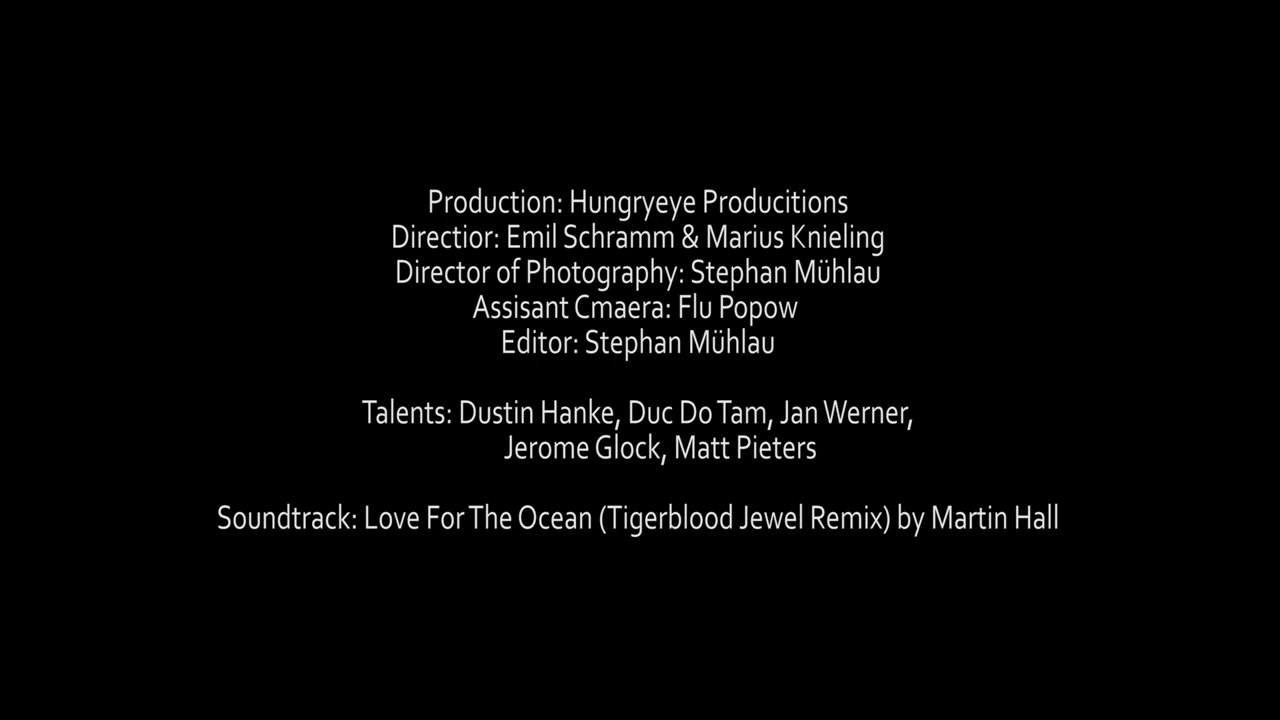 Production: Hungryeye Producitions
Directior: Emil Schramm & Marius Knieling
Director of Photography: Stephan Mühlau
Assisant Cmaera: Flu Popow
Editor: Stephan Mühlau
Talents: Dustin Hanke, Duc Do Tam, Jan Werner,
Jerome Glock, Matt Pieters
Soundtrack: Love For The Ocean (Tigerblood Jewel Remix) by Martin Hall